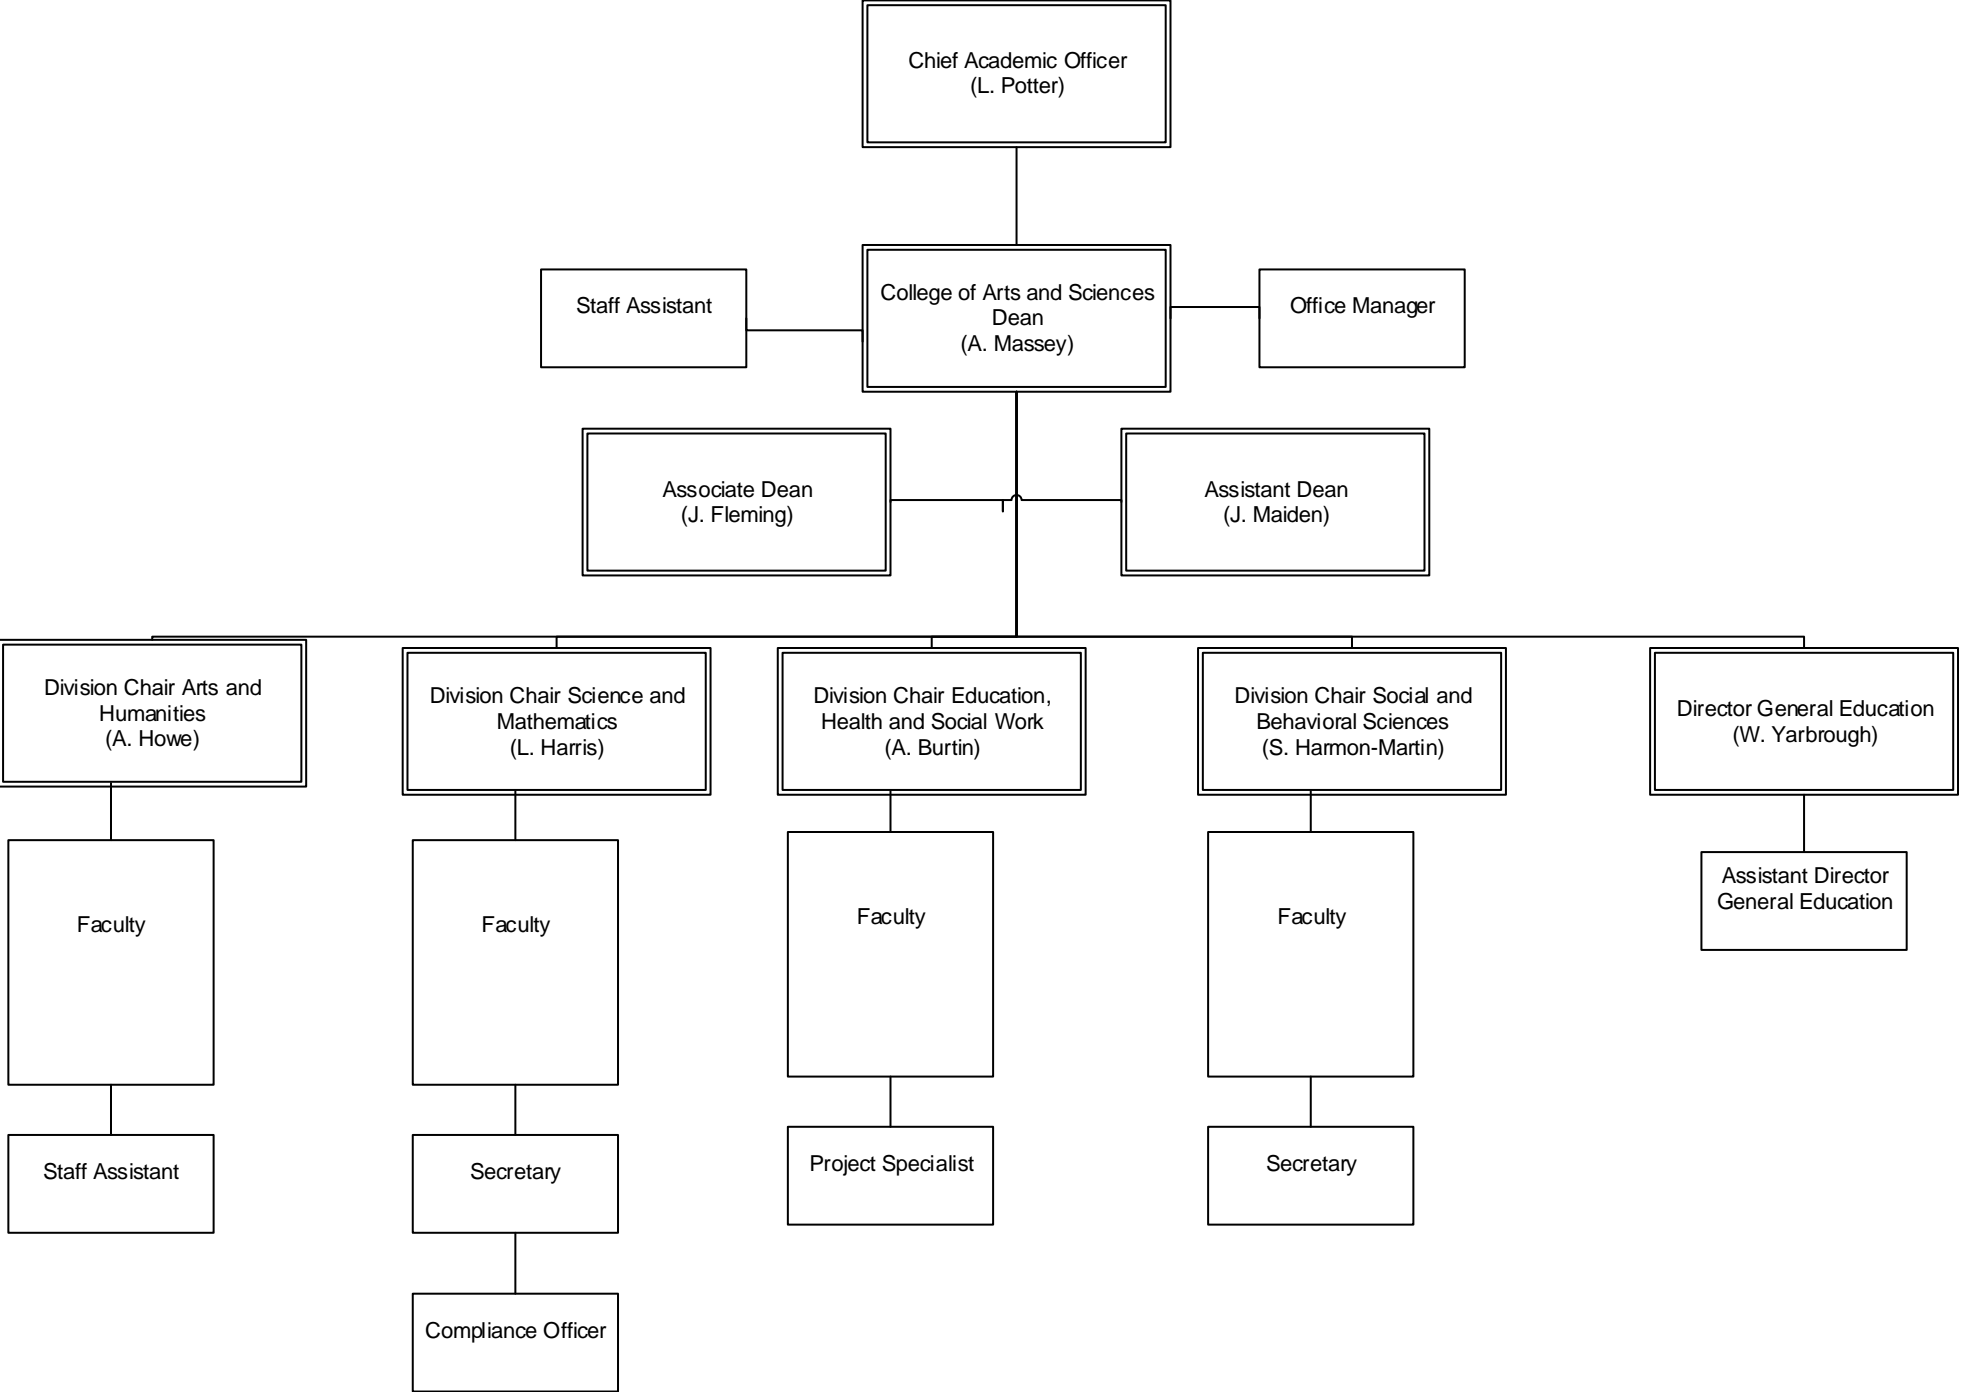 Chief Academic Officer
(L. Potter)
Staff Assistant
College of Arts and Sciences
Dean
(A. Massey)
Office Manager
Associate Dean
(J. Fleming)
Assistant Dean
(J. Maiden)
Division Chair Arts and
Humanities
(A. Howe)
Division Chair Science and
Mathematics
(L. Harris)
Division Chair Education,
Health and Social Work
(A. Burtin)
Division Chair Social and
Behavioral Sciences
(S. Harmon-Martin)
Director General Education
(W. Yarbrough)
Faculty
Faculty
Faculty
Faculty
Assistant Director
General Education
Staff Assistant
Secretary
Project Specialist
Secretary
Compliance Officer